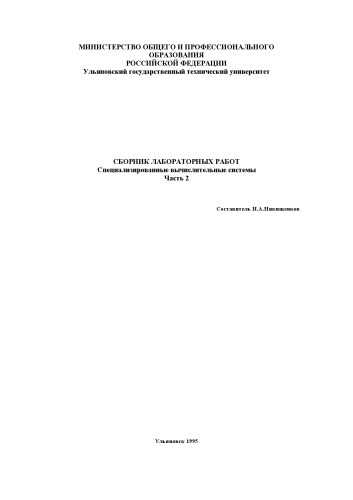 МИНИСТЕРСТВО ОБЩЕГО И ПРОФЕССИОНАЛЬНОГО
ОБРАЗОВАНИЯ
РОССИЙСКОЙ ФЕДЕРАЦИИ
Ульяновский государственный технический университет
СБОРНИК ЛАБОРАТОРНЫХ РАБОТ
Специализированные вычислительные системы
Часть 2
Составитель И.А.Никищенков
Ульяновск 1995